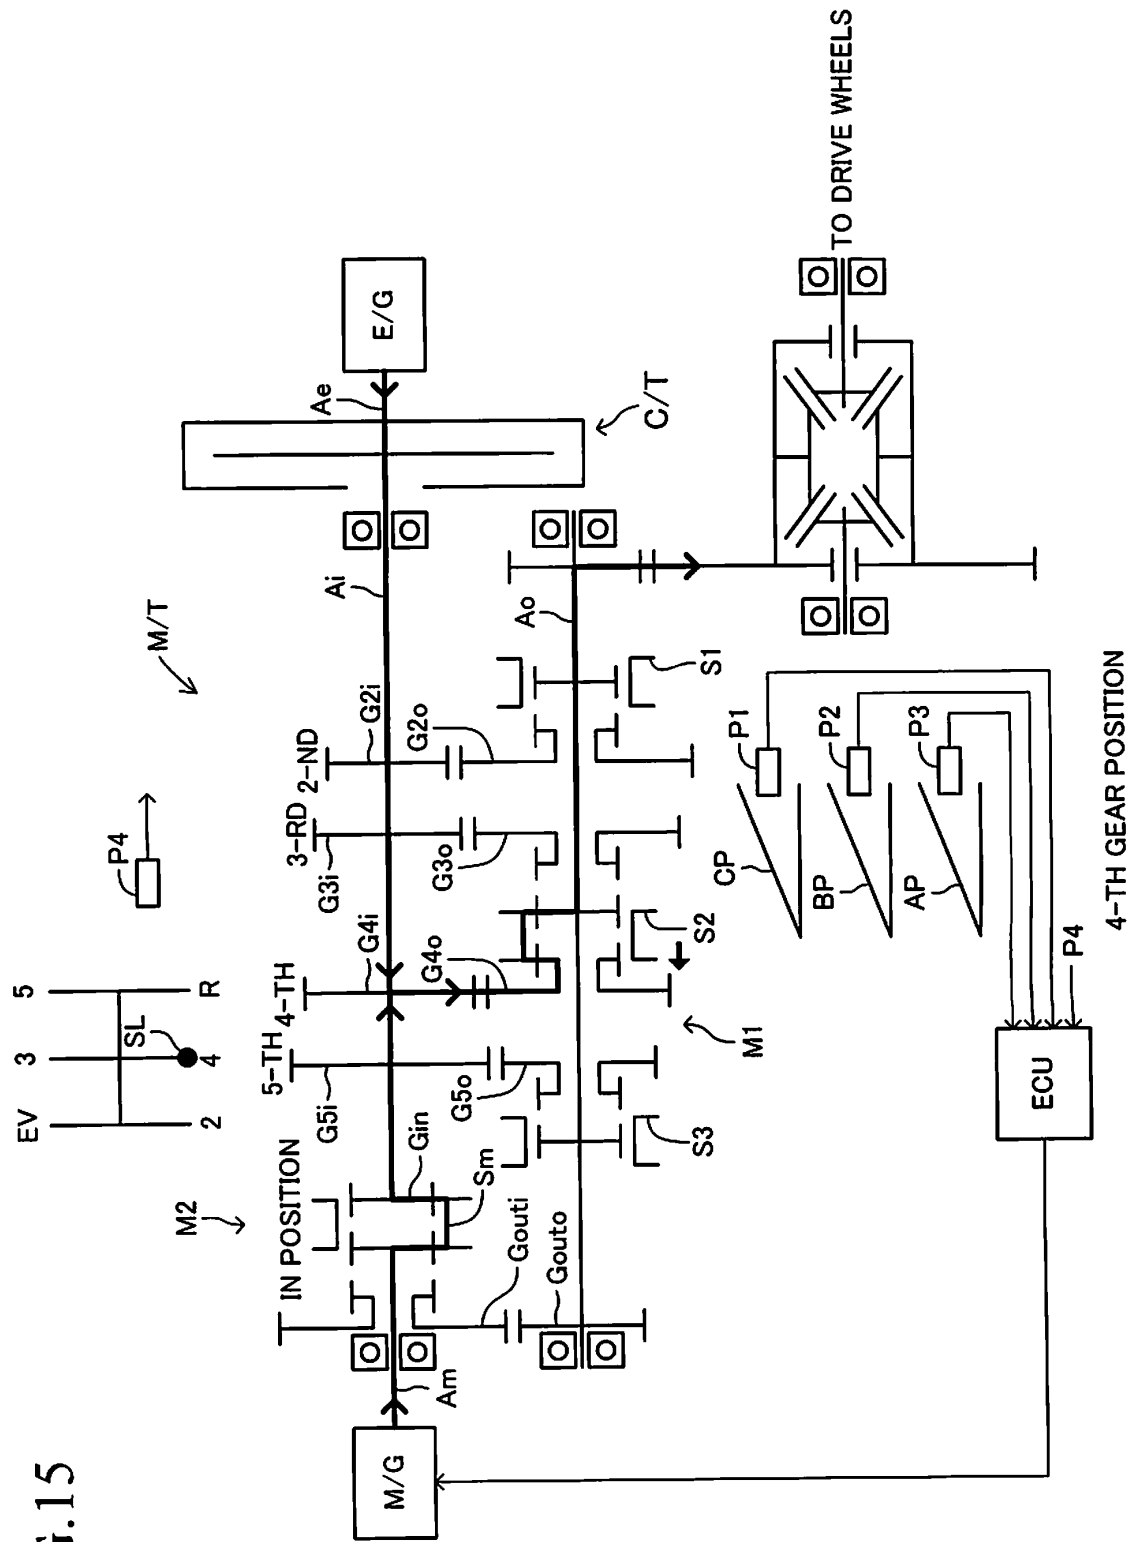 G.15
EV 3 5
SL
2 4 R
P4
M/T
M2
IN POSITION
5-TH
4-TH
3-RD
2-ND
G5i
G3i
G4i
G2i
Ai
Ae
M/G
E/G
Am
Gin
Sm
G5o
G4o
G3o
G2o
Gouti
Gouto
Ao
C/T
S3
S2
S1
M1
CP
P1
BP
P2
TO DRIVE WHEELS
AP
P3
ECU
P4
4-TH GEAR POSITION